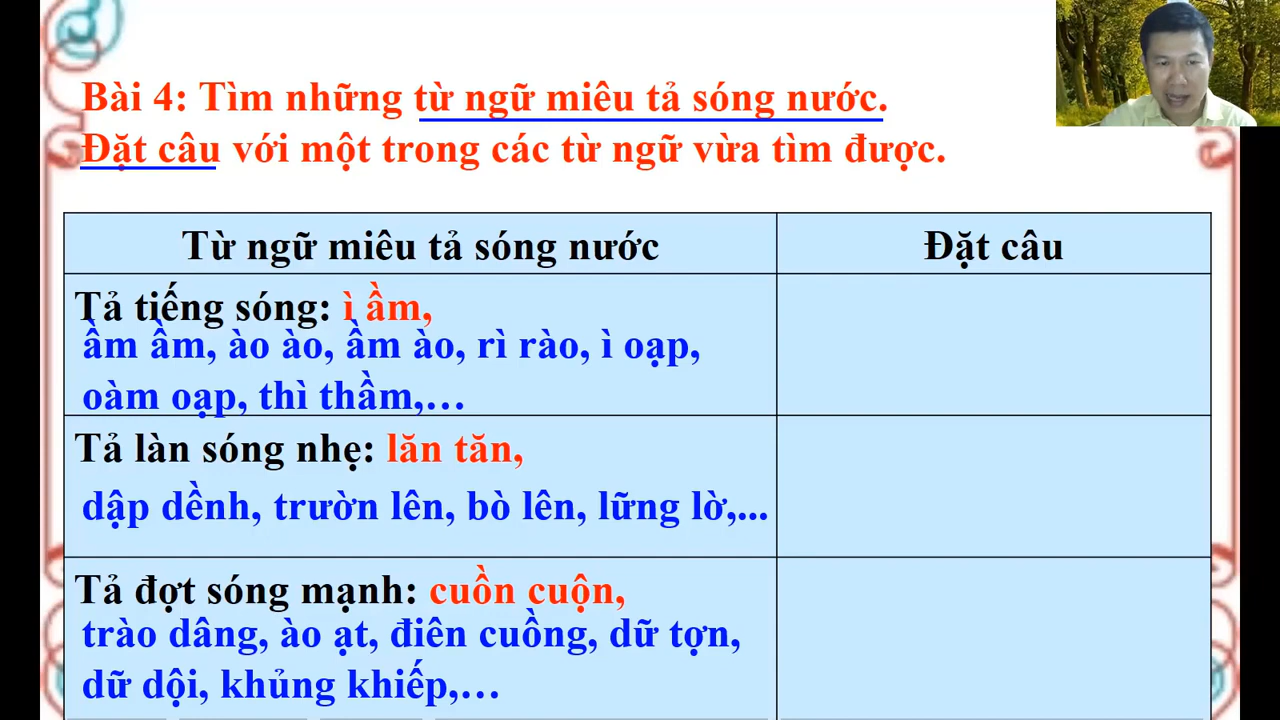 Bài 4: Tìm những từ ngữ miêu tả sóng nước.
Đặt câu với một trong các từ ngữ vừa tìm được.
Từ ngữ miêu tả sóng nước
Đặt câu
Tả tiếng sóng: ì ầm,
ầm ầm, ào ào, ầm ào, rì rào, ì oạp,
oàm oạp, thì thầm,…
Tả làn sóng nhẹ: lăn tăn,
dập dềnh, trườn lên, bò lên, lững lờ,...
Tả đợt sóng mạnh: cuồn cuộn,
trào dâng, ào ạt, điên cuồng, dữ tợn,
dữ dội, khủng khiếp,…